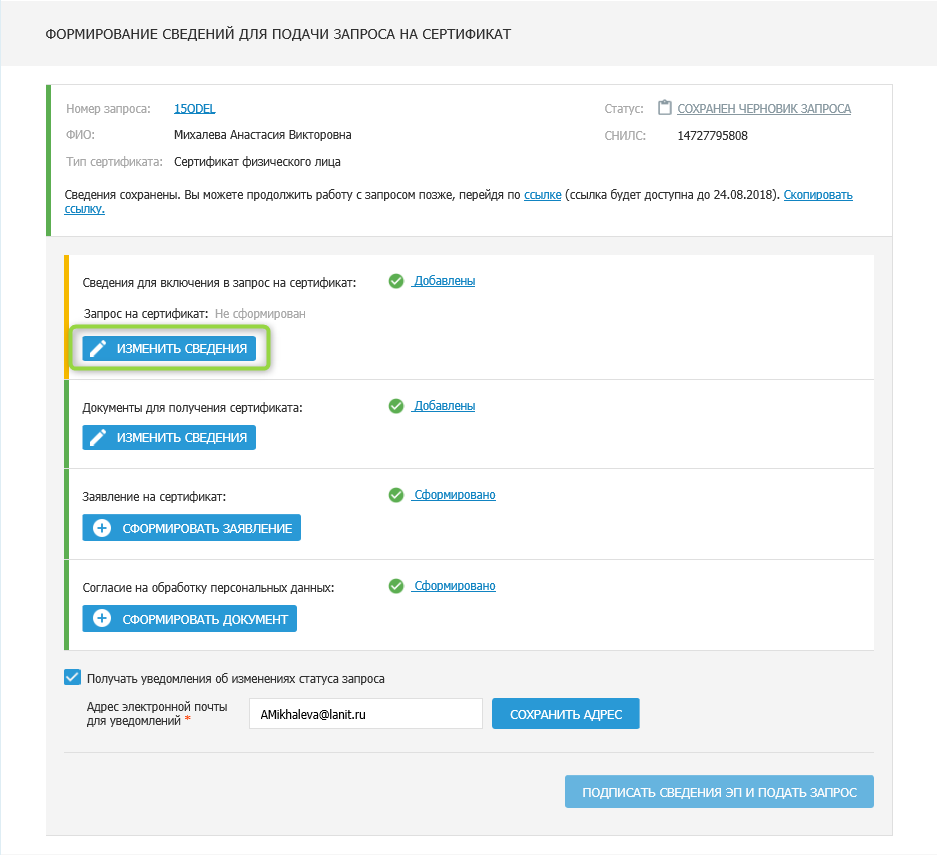 ФОРМИРОВАНИЕ СВЕДЕНИЙ ДЛЯ ПОДАЧИ ЗАПРОСА НА СЕРТИФИКАТ
Номер запроса: 15ODEL Статус: СОХРАНЕН ЧЕРНОВИК ЗАПРОСА
ФИО: Михалева Анастасия Викторовна СНИЛС: 14727795808
Тип сертификата: Сертификат физического лица
Сведения сохранены. Вы можете продолжить работу с запросом позже, перейдя по ссылке (ссылка будет доступна до 24.08.2018). Скопировать
ссылку.
Сведения для включения в запрос на сертификат: Добавлены
Запрос на сертификат: Не сформирован
ИЗМЕНИТЬ СВЕДЕНИЯ
Документы для получения сертификата: Добавлены
ИЗМЕНИТЬ СВЕДЕНИЯ
Заявление на сертификат: Сформировано
СФОРМИРОВАТЬ ЗАЯВЛЕНИЕ
Согласие на обработку персональных данных: Сформировано
СФОРМИРОВАТЬ ДОКУМЕНТ
Получать уведомления об изменениях статуса запроса
Адрес электронной почты
для уведомлений * AMikhaleva@lanit.ru СОХРАНИТЬ АДРЕС
ПОДПИСАТЬ СВЕДЕНИЯ ЭП И ПОДАТЬ ЗАПРОС